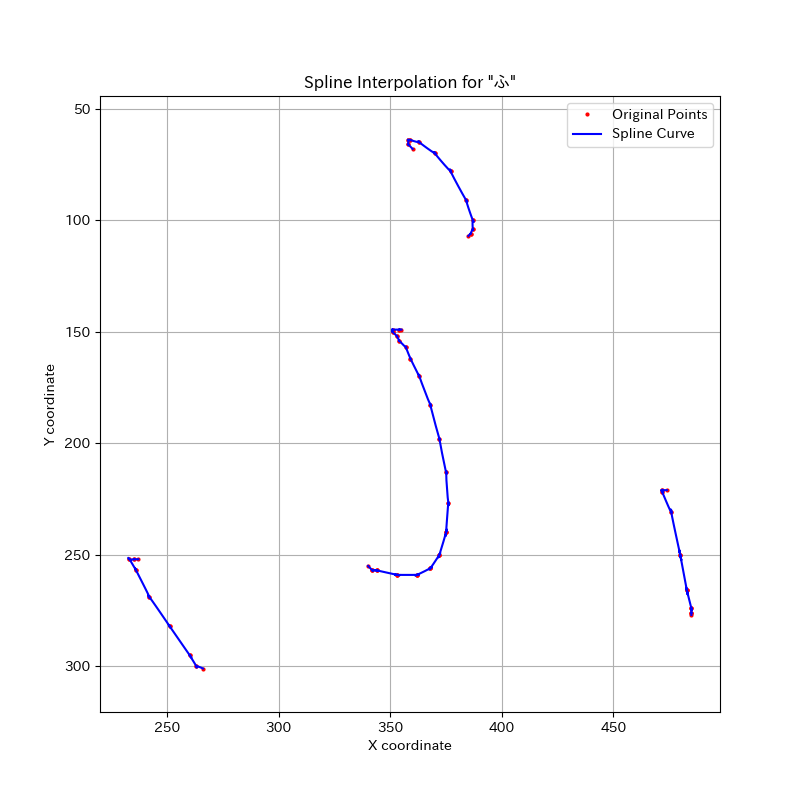 Spline Interpolation for "ふ"
Original Points
Spline Curve
50
100
150
200
250
300
Y coordinate
250
300
350
400
450
X coordinate
ふ